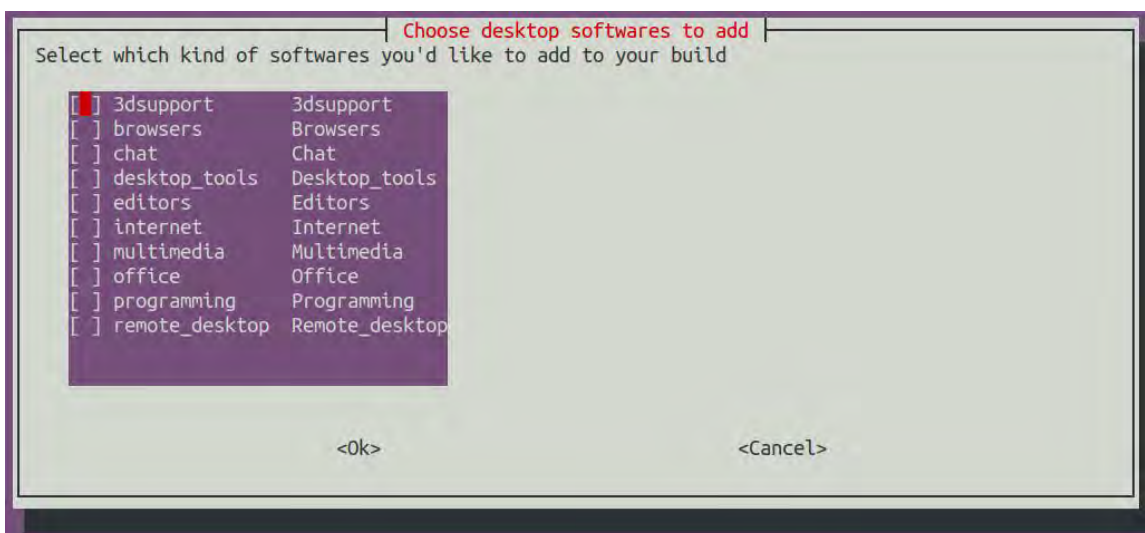 Choose desktop softwares to add
Select which kind of softwares you'd like to add to your build
[ ] 3dsupport 3dsupport
[ ] browsers Browsers
[ ] chat Chat
[ ] desktop_tools Desktop_tools
[ ] editors Editors
[ ] internet Internet
[ ] multimedia Multimedia
[ ] office Office
[ ] programming Programming
[ ] remote_desktop Remote_desktop
<Ok> <Cancel>